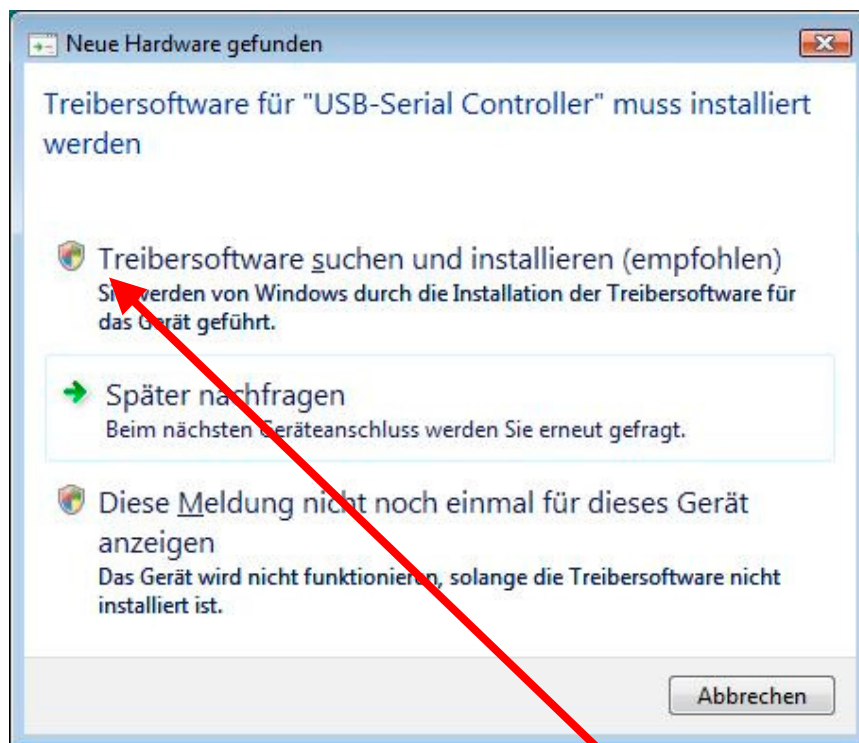 Neue Hardware gefunden
Treibersoftware für "USB-Serial Controller" muss installiert
werden
Treibersoftware suchen und installieren (empfohlen)
Sie werden von Windows durch die Installation der Treibersoftware für
das Gerät geführt.
Später nachfragen
Beim nächsten Geräteanschluss werden Sie erneut gefragt.
Diese Meldung nicht noch einmal für dieses Gerät
anzeigen
Das Gerät wird nicht funktionieren, solange die Treibersoftware nicht
installiert ist.
Abbrechen